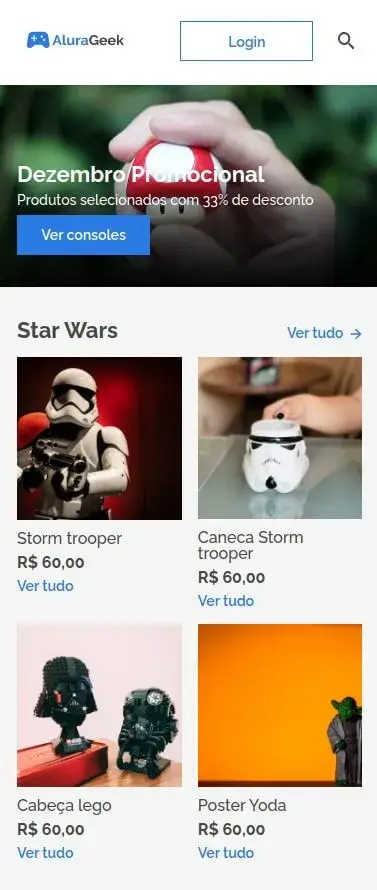 AluraGeek
Login
Dezembro Promocional
Produtos selecionados com 33% de desconto
Ver consoles
Star Wars
Ver tudo
Storm trooper
R$ 60,00
Ver tudo
Caneca Storm
trooper
R$ 60,00
Ver tudo
Cabeça lego
R$ 60,00
Ver tudo
Poster Yoda
R$ 60,00
Ver tudo